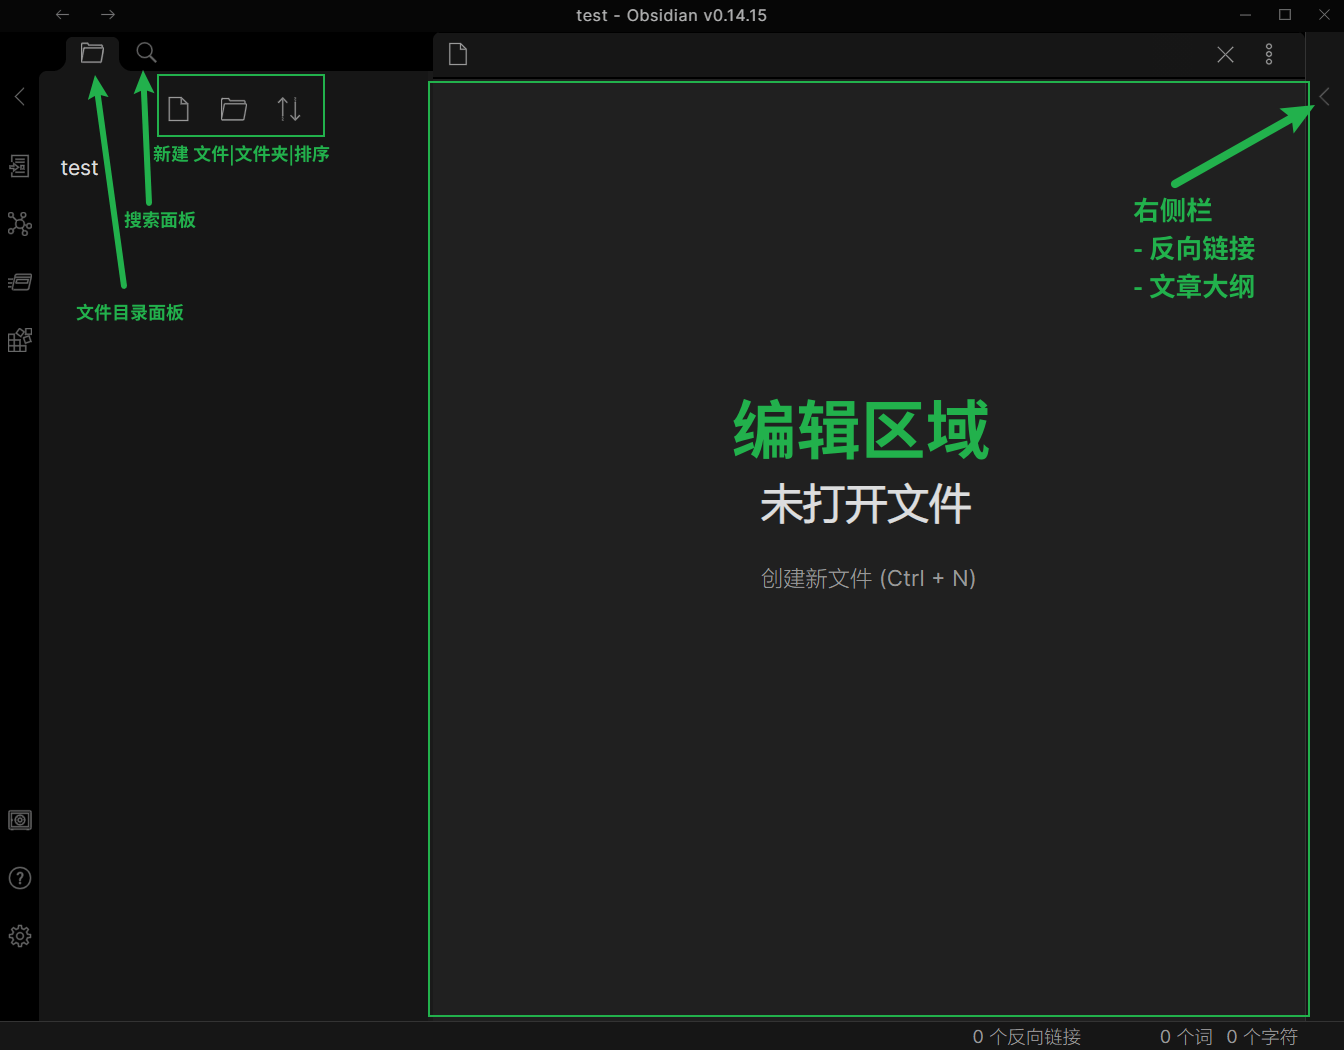 test - Obsidian v0.14.15
新建 文件|文件夹|排序
test
搜索面板
文件目录面板
右侧栏
- 反向链接
- 文章大纲
编辑区域
未打开文件
创建新文件 (Ctrl + N)
0 个反向链接
0 个词
0 个字符